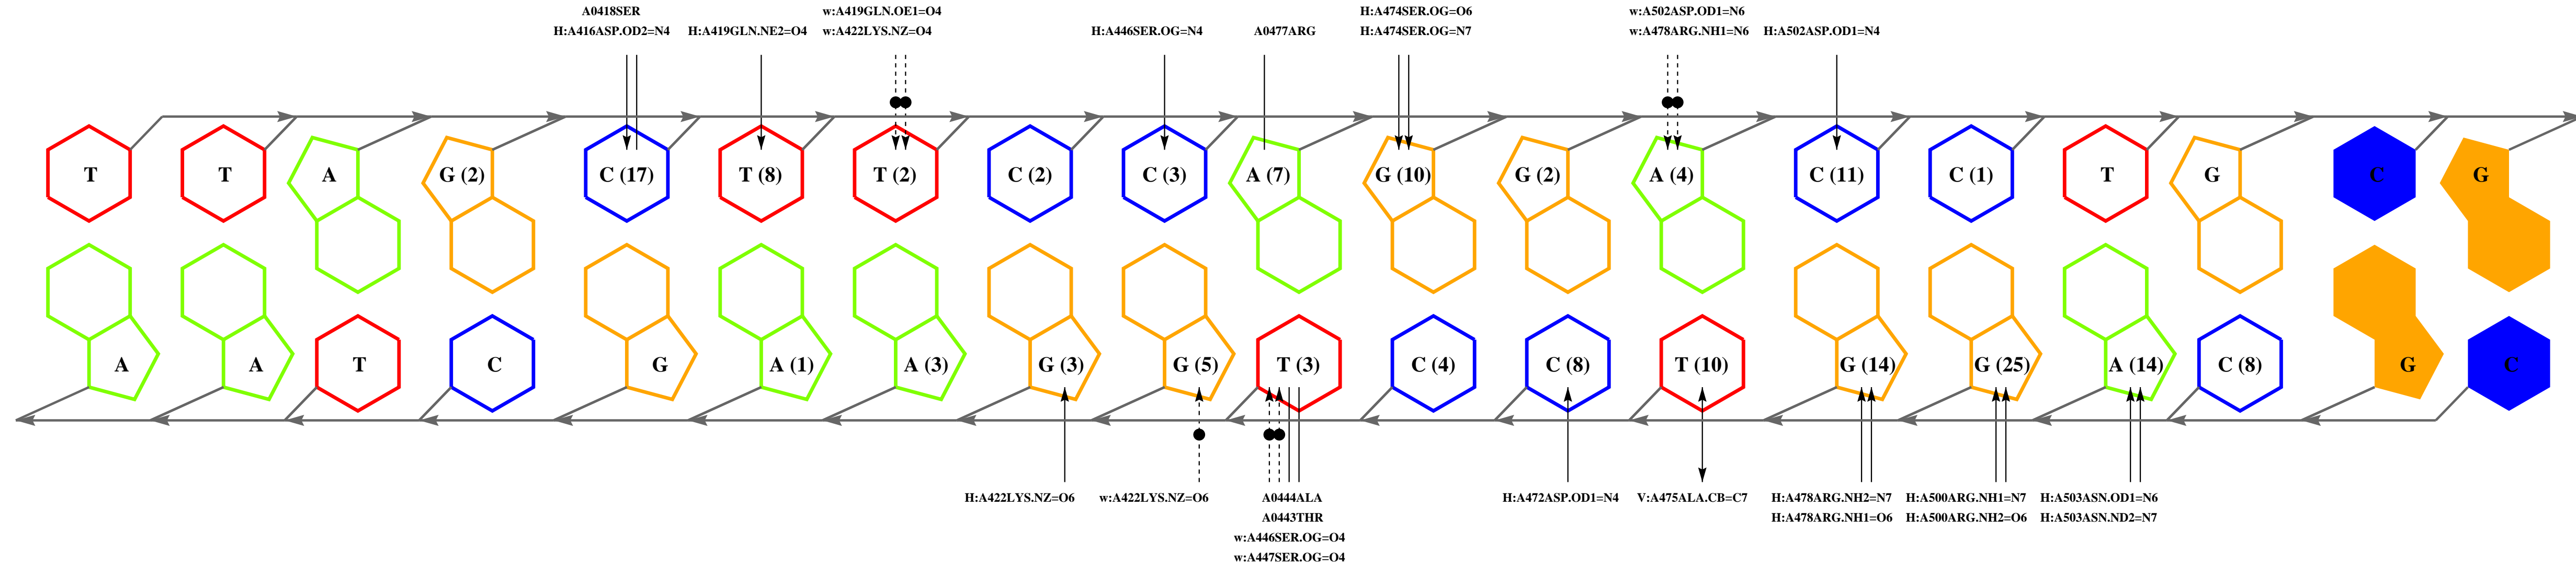 A0418SER
w:A419GLN.OE1=O4
H:A474SER.OG=O6
w:A502ASP.OD1=N6
H:A416ASP.OD2=N4
H:A419GLN.NE2=O4
w:A422LYS.NZ=O4
H:A446SER.OG=N4
A0477ARG
H:A474SER.OG=N7
w:A478ARG.NH1=N6
H:A502ASP.OD1=N4
T
T
A
G (2)
C (17)
T (8)
T (2)
C (2)
C (3)
A (7)
G (10)
G (2)
A (4)
C (11)
C (1)
T
G
C
G
A
A
T
C
G
A (1)
A (3)
G (3)
G (5)
T (3)
C (4)
C (8)
T (10)
G (14)
G (25)
A (14)
C (8)
G
C
H:A422LYS.NZ=O6
w:A422LYS.NZ=O6
A0444ALA
H:A472ASP.OD1=N4
V:A475ALA.CB=C7
H:A478ARG.NH2=N7
H:A500ARG.NH1=N7
H:A503ASN.OD1=N6
A0443THR
H:A478ARG.NH1=O6
H:A500ARG.NH2=O6
H:A503ASN.ND2=N7
w:A446SER.OG=O4
w:A447SER.OG=O4